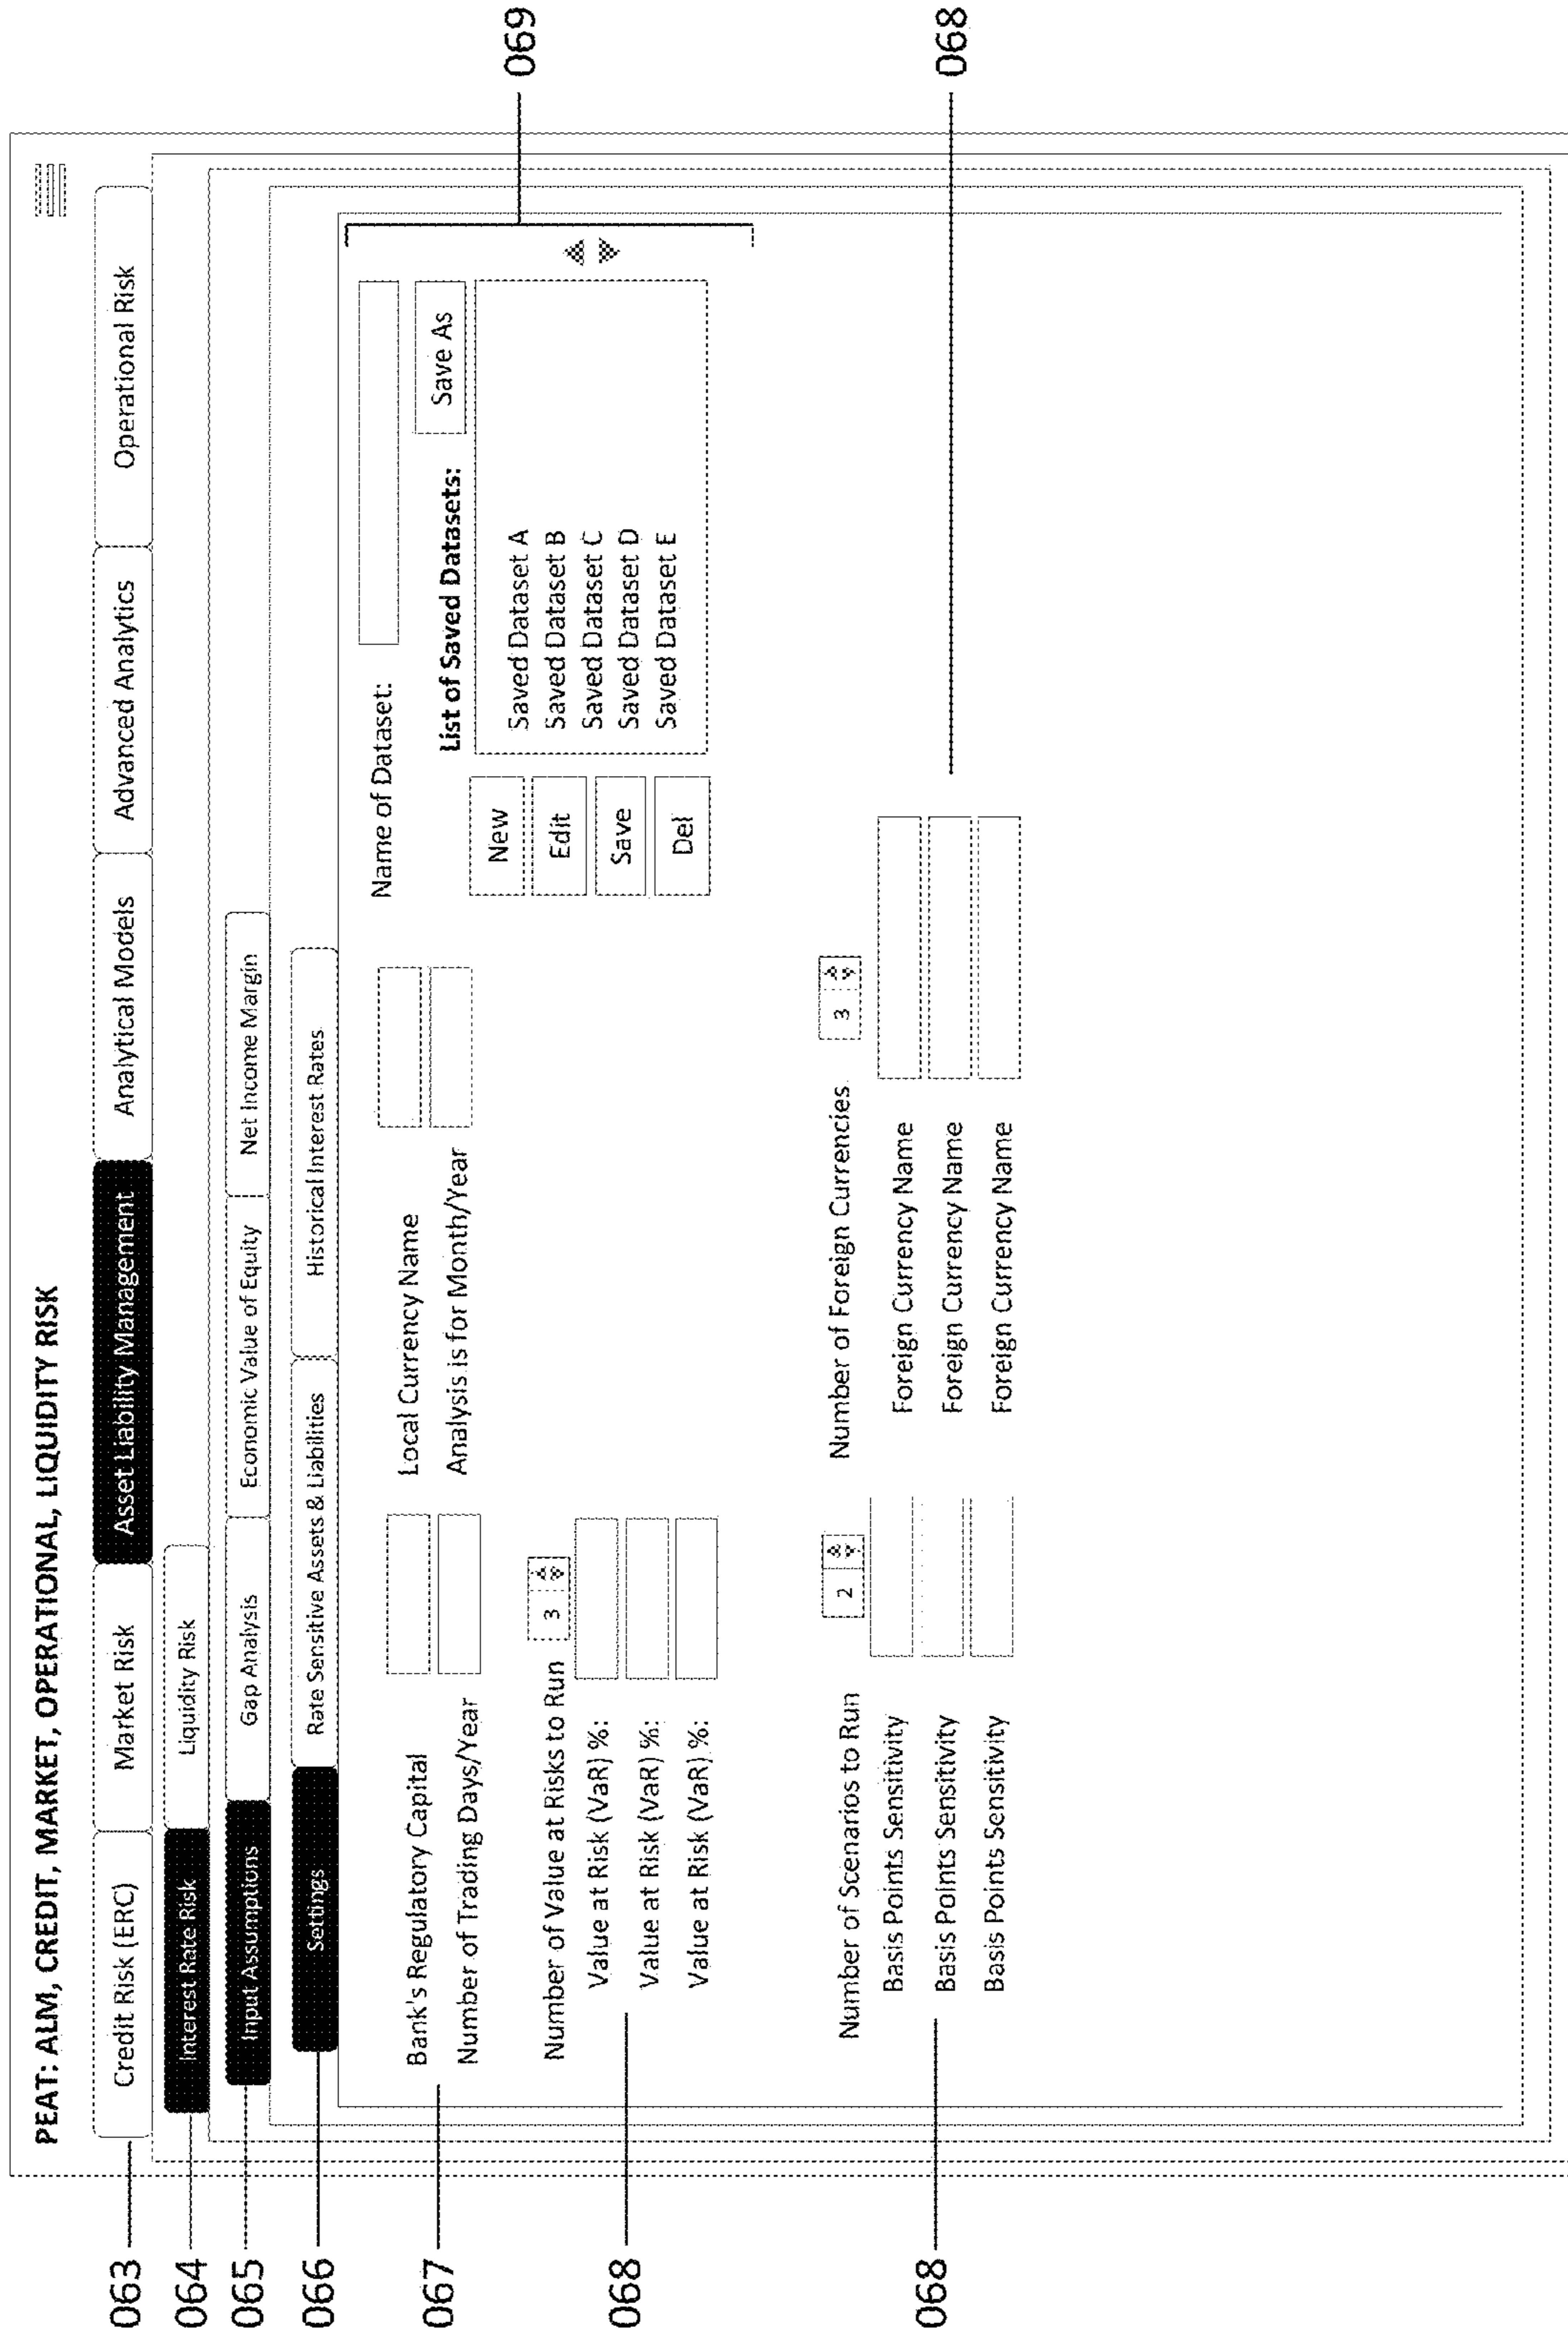 PEAT: ALM, CREDIT, MARKET, OPERATIONAL, LIQUIDITY RISK
063 Credit Risk (ERC) Market Risk Asset Liability Management Analytical Models Advanced Analytics Operational Risk
064 Interest Rate Risk Liquidity Risk
065 Input Assumptions Gap Analysis Economic Value of Equity Net Income Margin
066 Settings Rate Sensitive Assets & Liabilities Historical Interest Rates
067
Bank's Regulatory Capital
Number of Trading Days/Year
Local Currency Name
Analysis is for Month/Year
Name of Dataset:
Save As
List of Saved Datasets:
New
Edit
Save
Del
Saved Dataset A
Saved Dataset B
Saved Dataset C
Saved Dataset D
Saved Dataset E
069
Number of Value at Risks to Run 3
068
Value at Risk (VaR) %:
Value at Risk (VaR) %:
Value at Risk (VaR) %:
Number of Scenarios to Run 2
068
Basis Points Sensitivity
Basis Points Sensitivity
Basis Points Sensitivity
Number of Foreign Currencies 3
Foreign Currency Name
Foreign Currency Name
Foreign Currency Name
068